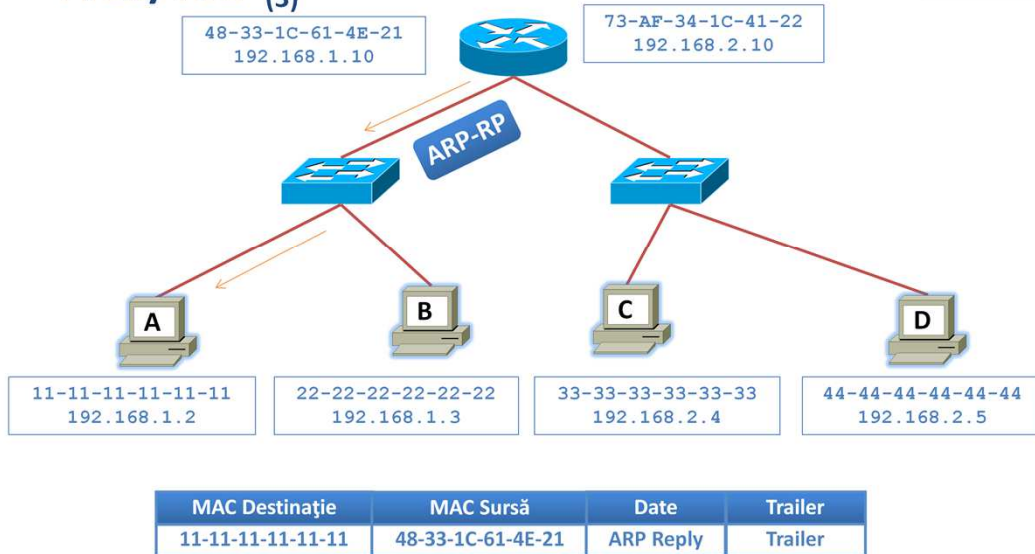 (3)
48-33-1C-61-4E-21
192.168.1.10
73-AF-34-1C-41-22
192.168.2.10
ARP-RP
A
B
C
D
11-11-11-11-11-11
192.168.1.2
22-22-22-22-22-22
192.168.1.3
33-33-33-33-33-33
192.168.2.4
44-44-44-44-44-44
192.168.2.5
MAC Destinație MAC Sursă Date Trailer
11-11-11-11-11-11 48-33-1C-61-4E-21 ARP Reply Trailer